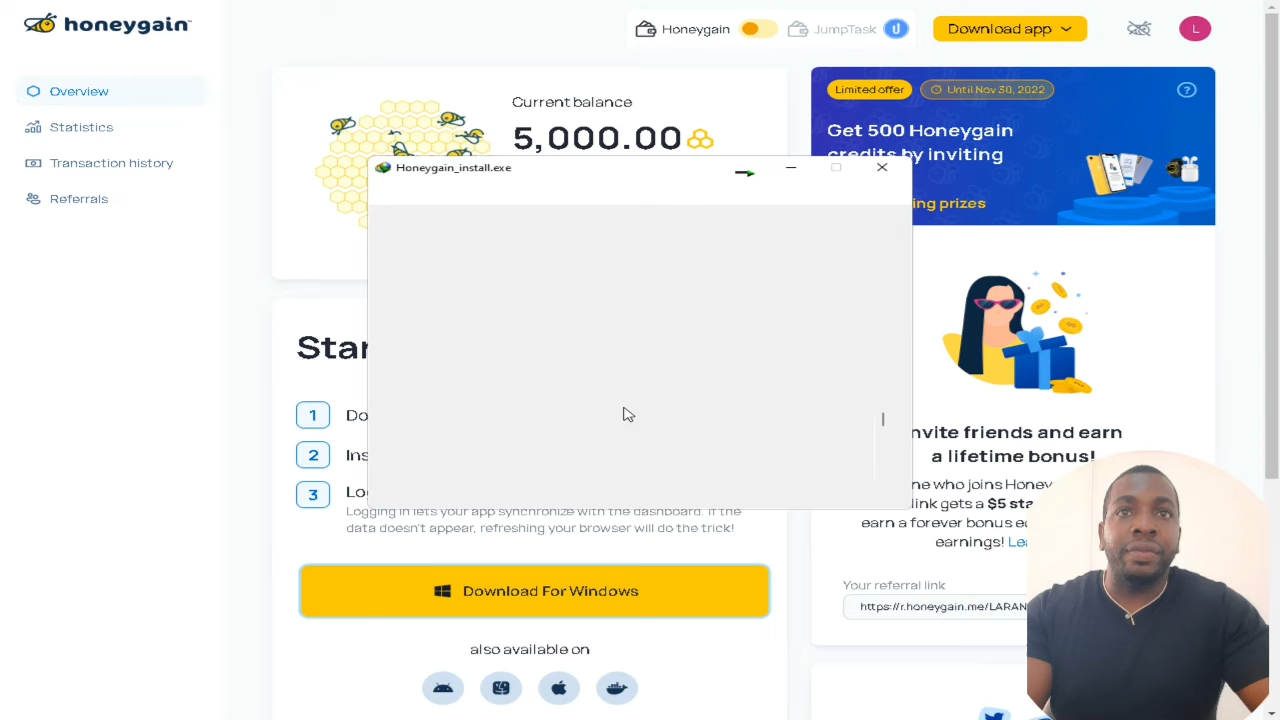 honeygain
Honeygain
JumpTask
Download app
L
Overview
Statistics
Transaction history
Referrals
Current balance
5,000.00
Limited offer
Until Nov 30, 2022
Get 500 Honeygain
credits by inviting
ing prizes
Honeygain_install.exe
Star
1 Do
2 Ins
3 Lo
Logging in lets your app synchronize with the dashboard. If the
data doesn't appear, refreshing your browser will do the trick!
Download For Windows
also available on
nvite friends and earn
a lifetime bonus!
ne who joins Honey
link gets a $5 sta
earn a forever bonus eq
earnings! Le
Your referral link
https://r.honeygain.me/LARAN